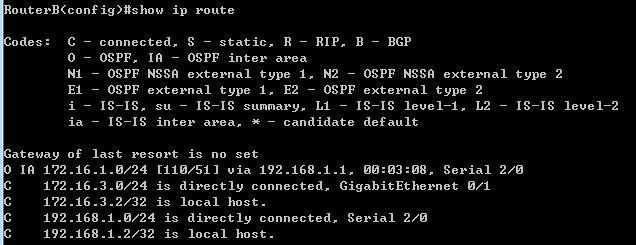 RouterB(config)#show ip route
Codes:  C - connected, S - static, R - RIP, B - BGP
O - OSPF, IA - OSPF inter area
N1 - OSPF NSSA external type 1, N2 - OSPF NSSA external type 2
E1 - OSPF external type 1, E2 - OSPF external type 2
i - IS-IS, su - IS-IS summary, L1 - IS-IS level-1, L2 - IS-IS level-2
ia - IS-IS inter area, * - candidate default
Gateway of last resort is no set
O IA 172.16.1.0/24 [110/51] via 192.168.1.1, 00:03:08, Serial 2/0
C    172.16.3.0/24 is directly connected, GigabitEthernet 0/1
C    172.16.3.2/32 is local host.
C    192.168.1.0/24 is directly connected, Serial 2/0
C    192.168.1.2/32 is local host.